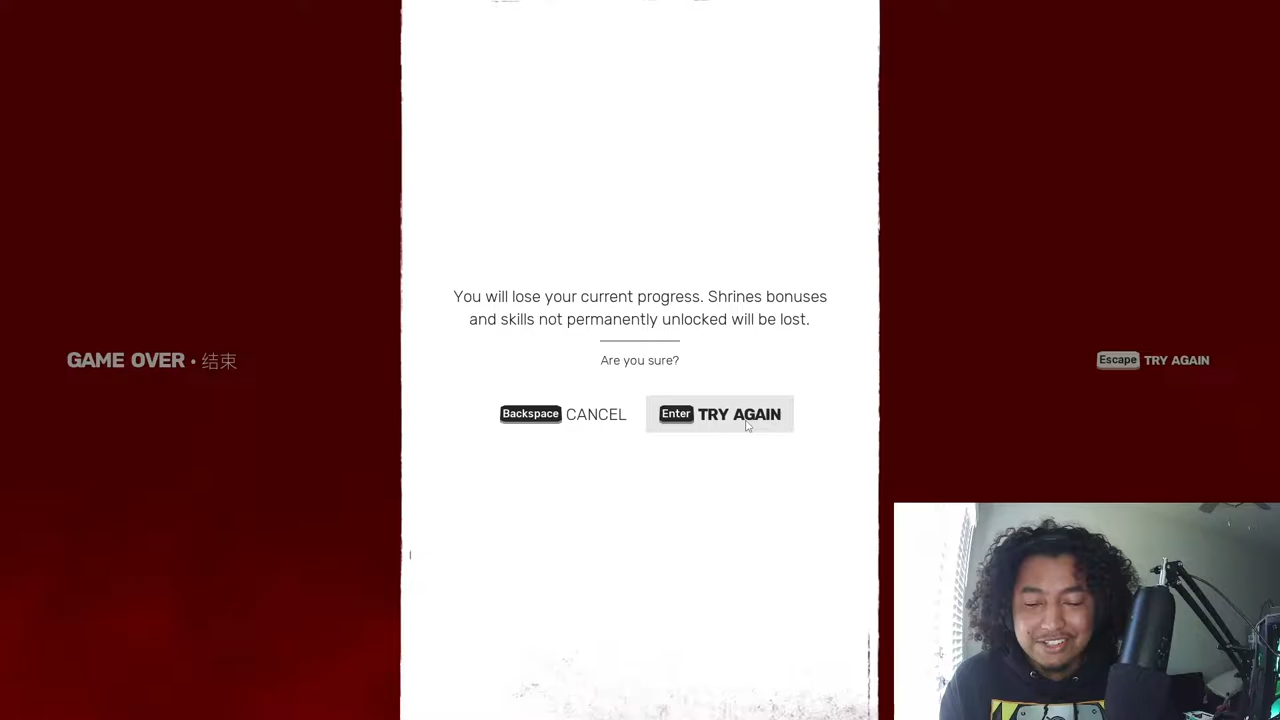 You will lose your current progress. Shrines bonuses
and skills not permanently unlocked will be lost.
Are you sure?
GAME OVER • 结束
Escape TRY AGAIN
Backspace CANCEL
Enter TRY AGAIN